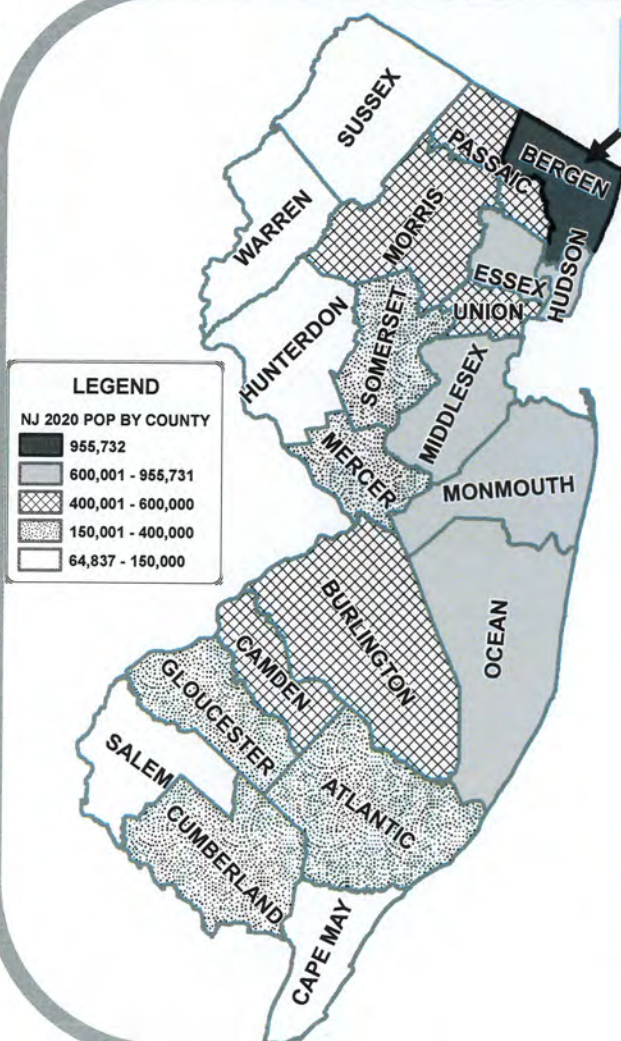 SUSSEX
PASSAIC
BERGEN
WARREN
MORRIS
ESSEX
HUDSON
UNION
HUNTERDON
SOMERSET
MIDDLESEX
LEGEND
NJ 2020 POP BY COUNTY
955,732
600,001 - 955,731
400,001 - 600,000
150,001 - 400,000
64,837 - 150,000
MERCER
MONMOUTH
BURLINGTON
OCEAN
CAMDEN
GLOUCESTER
SALEM
ATLANTIC
CUMBERLAND
CAPE MAY